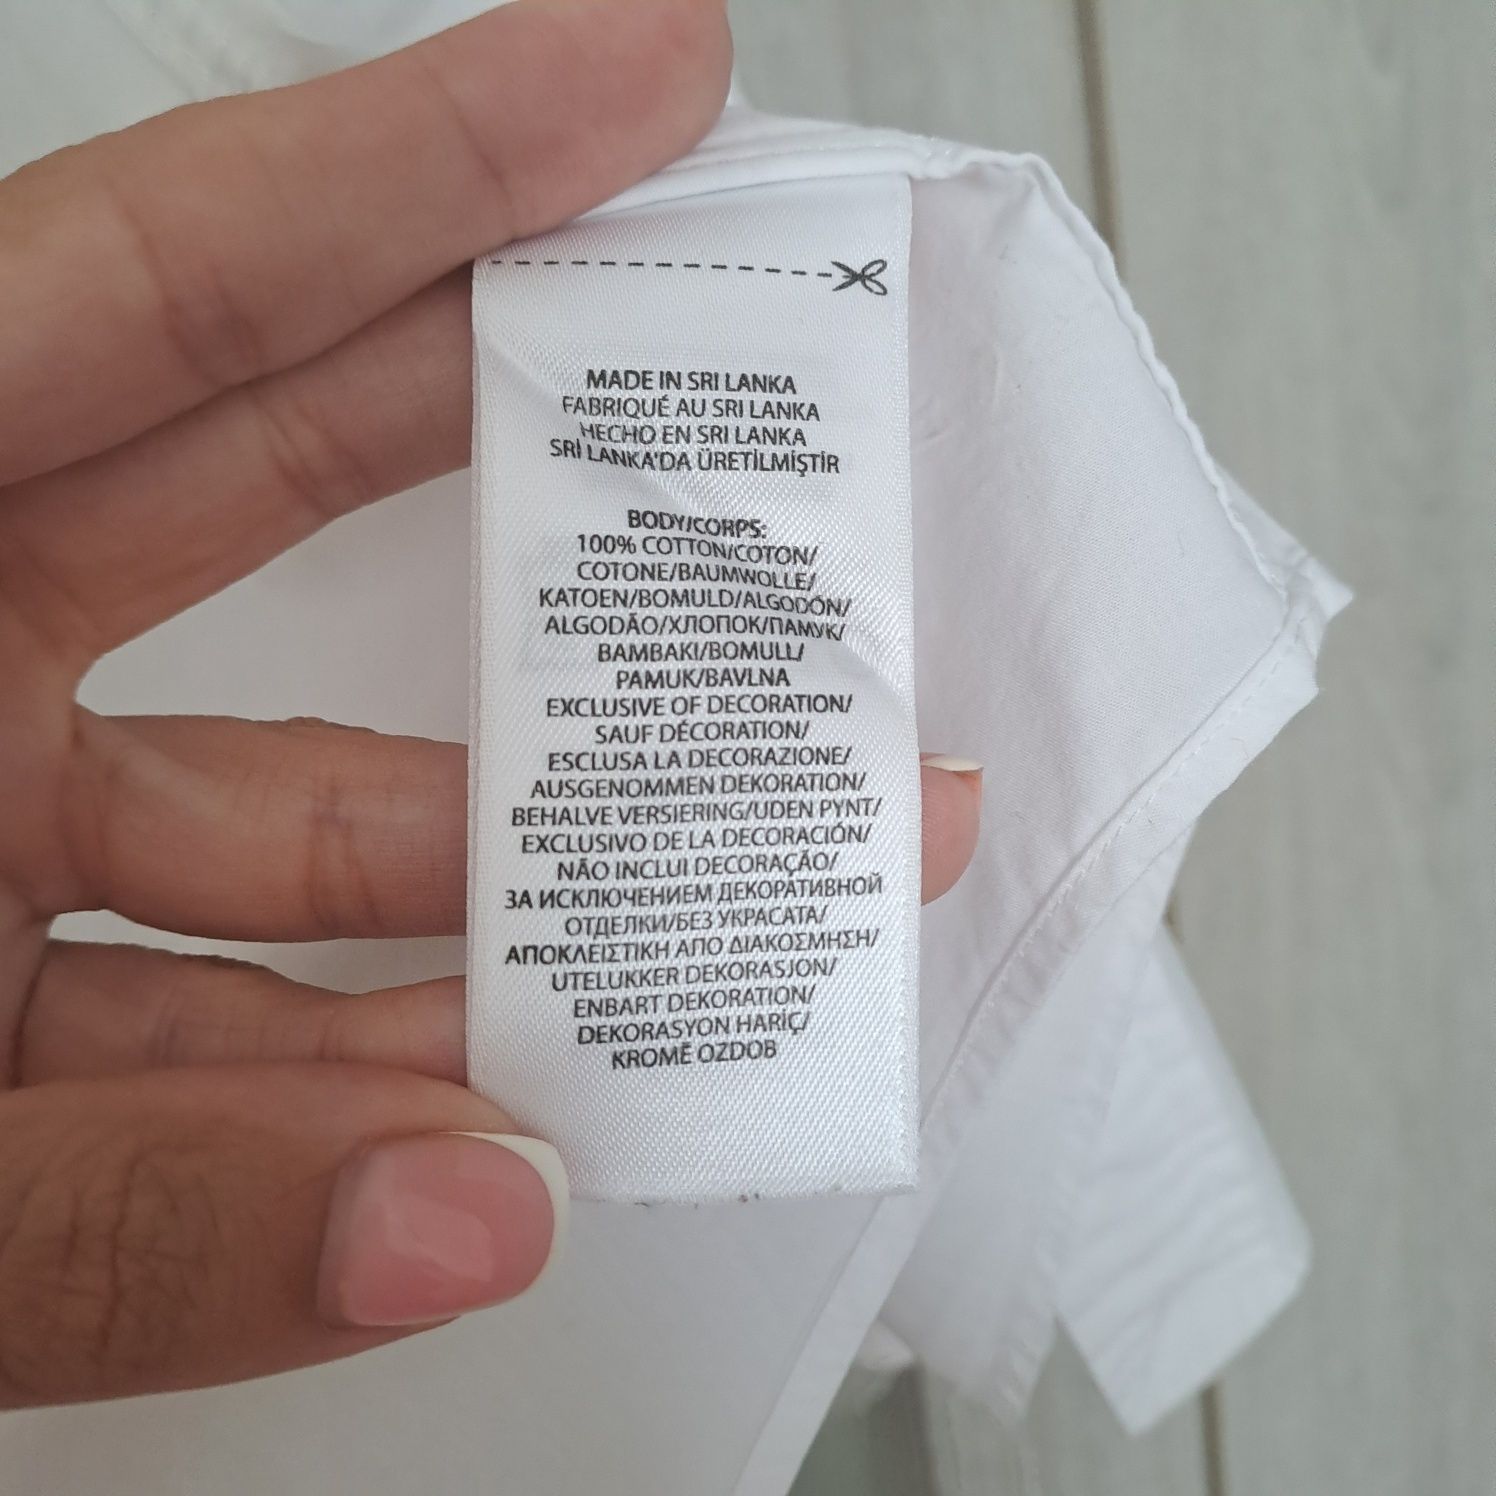 MADE IN SRI LANKA
FABRIQUÉ AU SRI LANKA
HECHO EN SRI LANKA
SRİ LANKA'DA ÜRETİLMİŞTİR
BODY/CORPS:
100% COTTON/COTON/
COTONE/BAUMWOLLE/
KATOEN/BOMULD/ALGODÓN/
ALGODÃO/ХЛОПОК/ПАМУК/
BAMBAKI/BOMULL/
PAMUK/BAVLNA
EXCLUSIVE OF DECORATION/
SAUF DÉCORATION/
ESCLUSA LA DECORAZIONE/
AUSGENOMMEN DEKORATION/
BEHALVE VERSIERING/UDEN PYNT/
EXCLUSIVO DE LA DECORACIÓN/
NÃO INCLUI DECORAÇÃO/
ЗА ИСКЛЮЧЕНИЕМ ДЕКОРАТИВНОЙ
ОТДЕЛКИ/БЕЗ УКРАСАТА/
ΑΠΟΚΛΕΙΣΤΙΚΗ ΑΠΟ ΔΙΑΚΟΣΜΗΣΗ/
UTELUKKER DEKORASJON/
ENBART DEKORATION/
DEKORASYON HARİÇ/
KROMĚ OZDOB